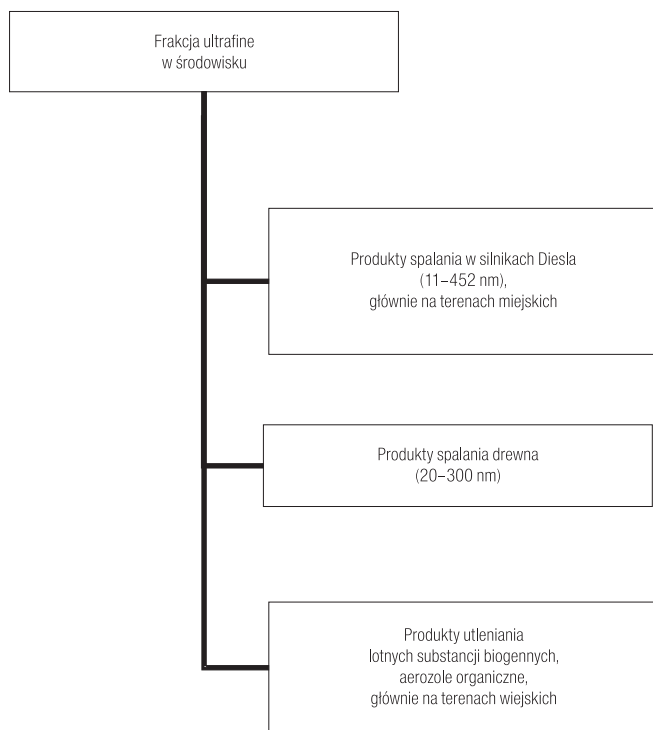 Frakcja ultrafine
w środowisku
Produkty spalania w silnikach Diesla
(11–452 nm),
głównie na terenach miejskich
Produkty spalania drewna
(20–300 nm)
Produkty utleniania
lotnych substancji biogennych,
aerozole organiczne,
głównie na terenach wiejskich